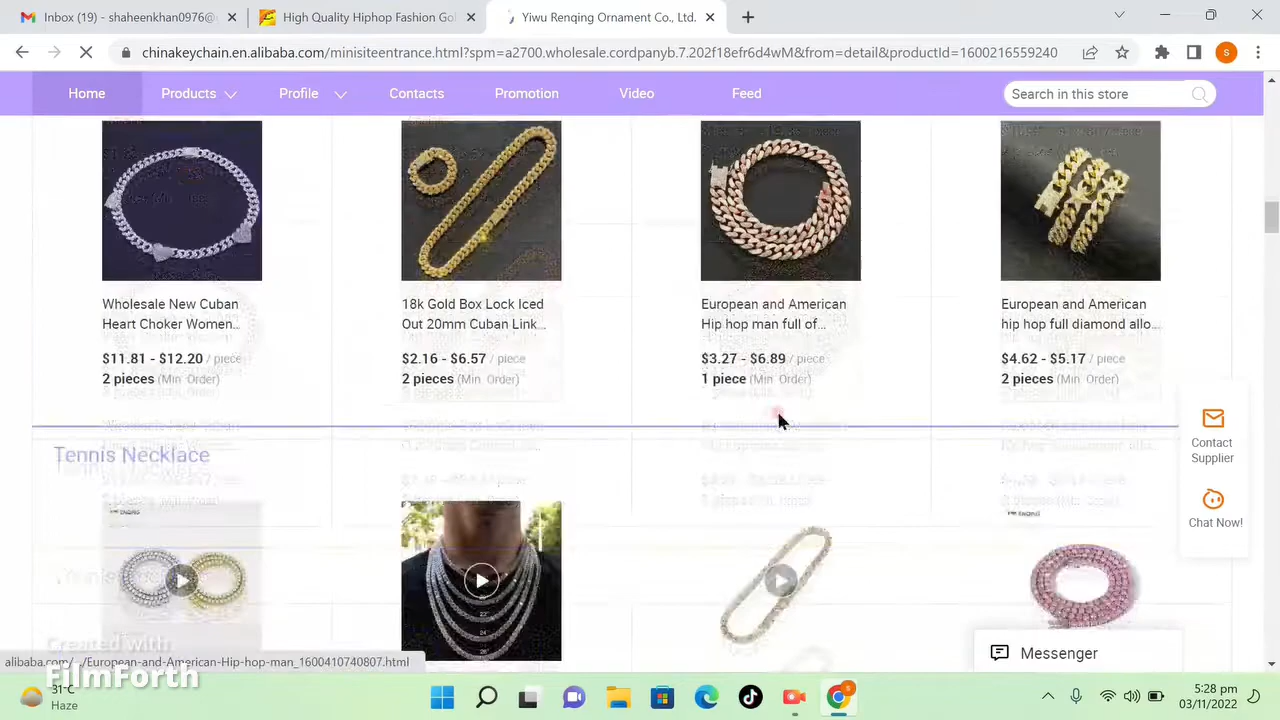 Inbox (19) - shaheenkhan0976@
High Quality Hiphop Fashion Gol
Yiwu Renqing Ornament Co., Ltd.
chinakeychain.en.alibaba.com/minisiteentrance.html?spm=a2700.wholesale.cordpanyb.7.202f18efr6d4wM&from=detail&productId=1600216559240
S
Home
Products
Profile
Contacts
Promotion
Video
Feed
Search in this store
Wholesale New Cuban
Heart Choker Women...
$11.81 - $12.20 / piece
2 pieces (Min. Order)
18k Gold Box Lock Iced
Out 20mm Cuban Link...
$2.16 - $6.57 / piece
2 pieces (Min. Order)
European and American
Hip hop man full of...
$3.27 - $6.89 / piece
1 piece (Min. Order)
European and American
hip hop full diamond allo...
$4.62 - $5.17 / piece
2 pieces (Min. Order)
Contact
Supplier
Chat Now!
Tennis Necklace
Messenger
Created with
FilmForth
alibaba.com/.../European-and-American-Hip-hop-man_1600410740807.html
31°C
Haze
5:28 pm
03/11/2022